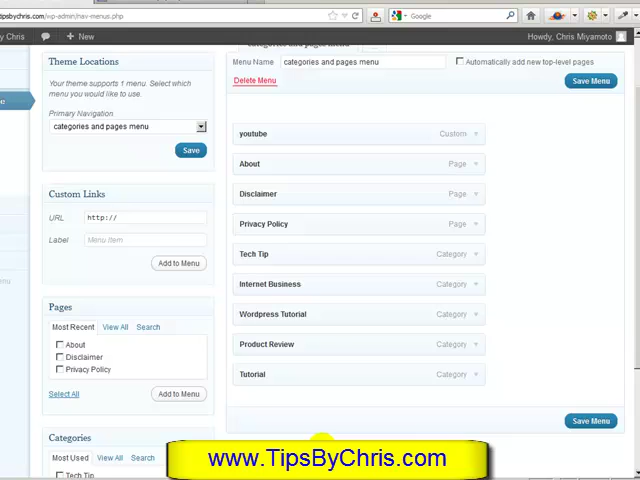 tipsbychris.com/wp-admin/nav-menus.php
Google
By Chris
New
Howdy, Chris Miyamoto
categories and pages menu
Theme Locations
Your theme supports 1 menu. Select which
menu you would like to use.
Primary Navigation
categories and pages menu
Save
Custom Links
URL http://
Label Menu Item
Add to Menu
Pages
Most Recent View All Search
About
Disclaimer
Privacy Policy
Select All Add to Menu
Categories
Most Used View All Search
Tech Tip
Menu Name categories and pages menu Automatically add new top-level pages
Delete Menu Save Menu
youtube Custom
About Page
Disclaimer Page
Privacy Policy Page
Tech Tip Category
Internet Business Category
Wordpress Tutorial Category
Product Review Category
Tutorial Category
Save Menu
www.TipsByChris.com